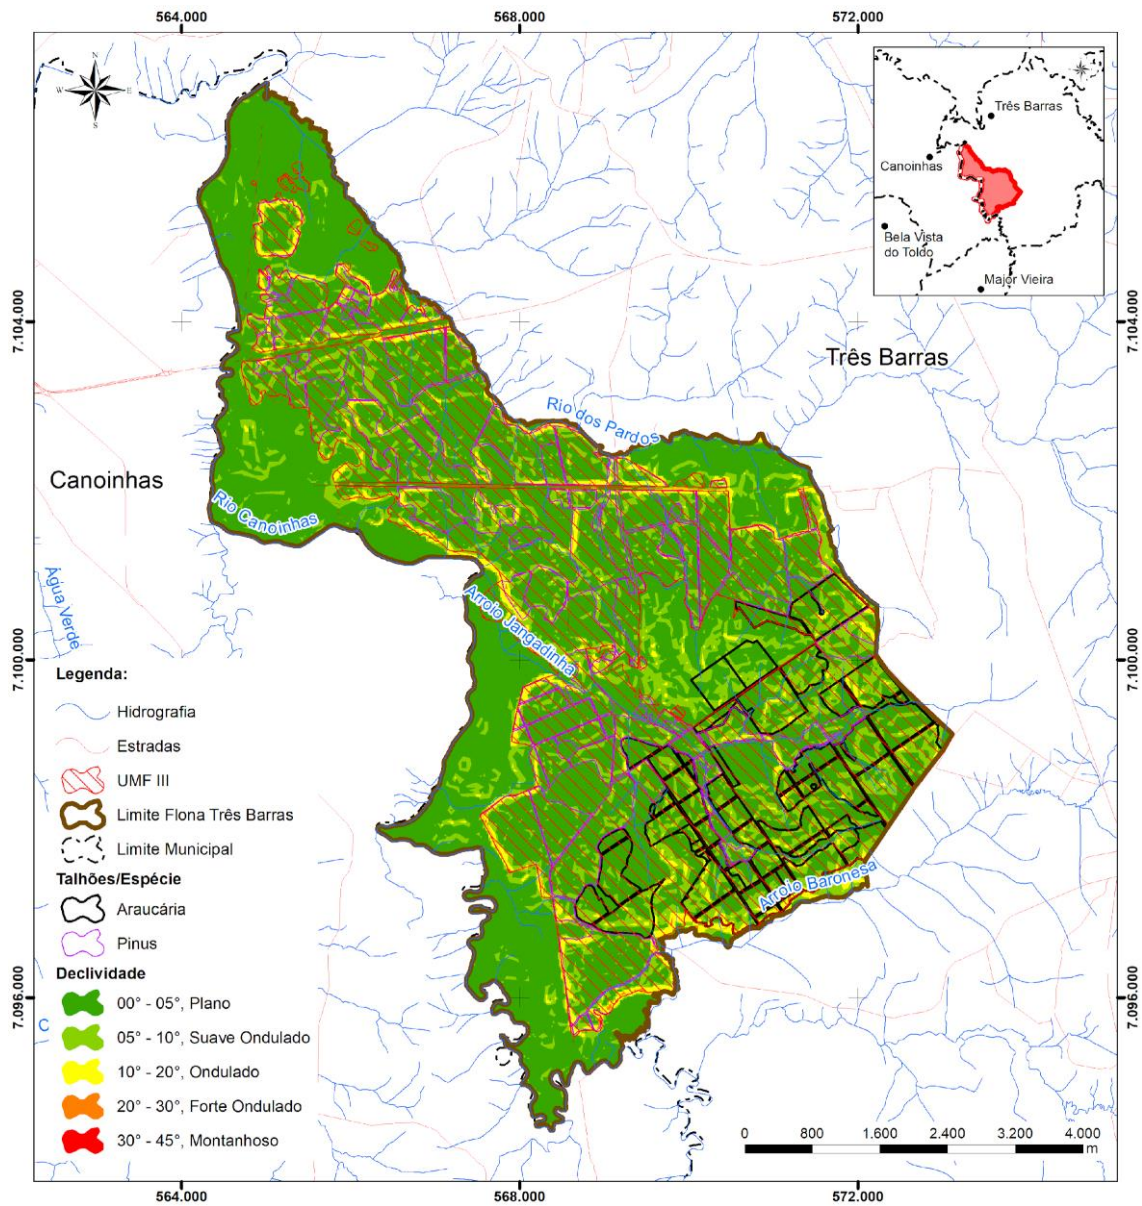 564.000
568.000
572.000
N
W
E
S
Três Barras
Canoinhas
Bela Vista
do Toldo
Major Vieira
7.104.000
7.104.000
Três Barras
Rio dos Pardos
Canoinhas
Rio Canoinhas
Água Verde
Arroio Jangadinha
7.100.000
7.100.000
Arroio Baronesa
7.096.000
7.096.000
C
Legenda:
Hidrografia
Estradas
UMF III
Limite Flona Três Barras
Limite Municipal
Talhões/Espécie
Araucária
Pinus
Declividade
00° - 05°, Plano
05° - 10°, Suave Ondulado
10° - 20°, Ondulado
20° - 30°, Forte Ondulado
30° - 45°, Montanhoso
0 800 1.600 2.400 3.200 4.000
m
564.000
568.000
572.000